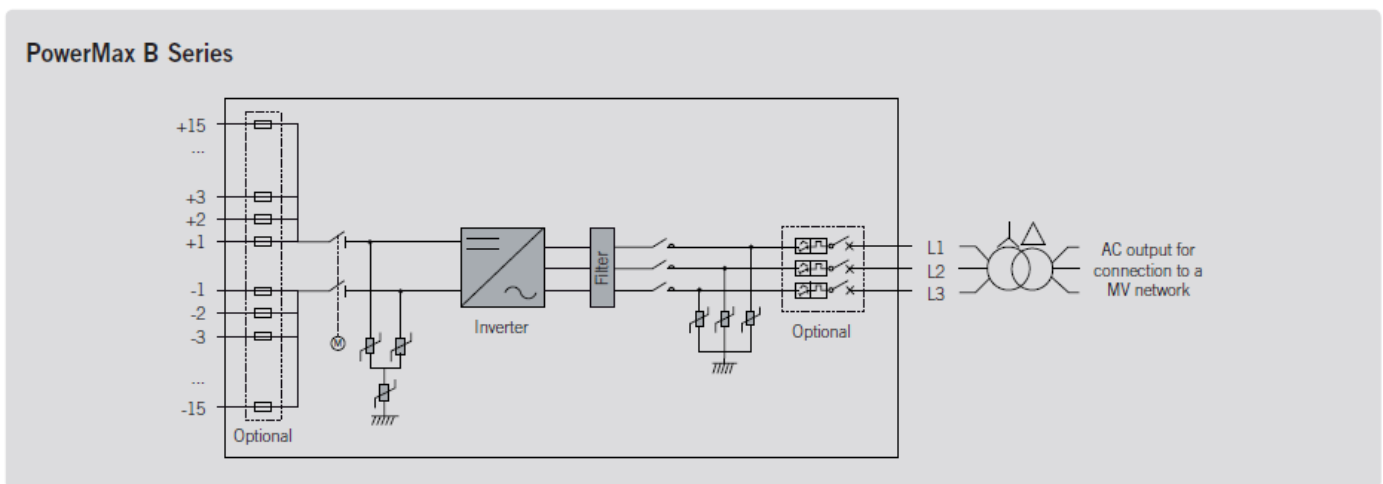 PowerMax B Series
+15
...
+3
+2
+1
-1
-2
-3
...
-15
Optional
M
Inverter
Filter
Optional
L1
L2
L3
AC output for
connection to a
MV network